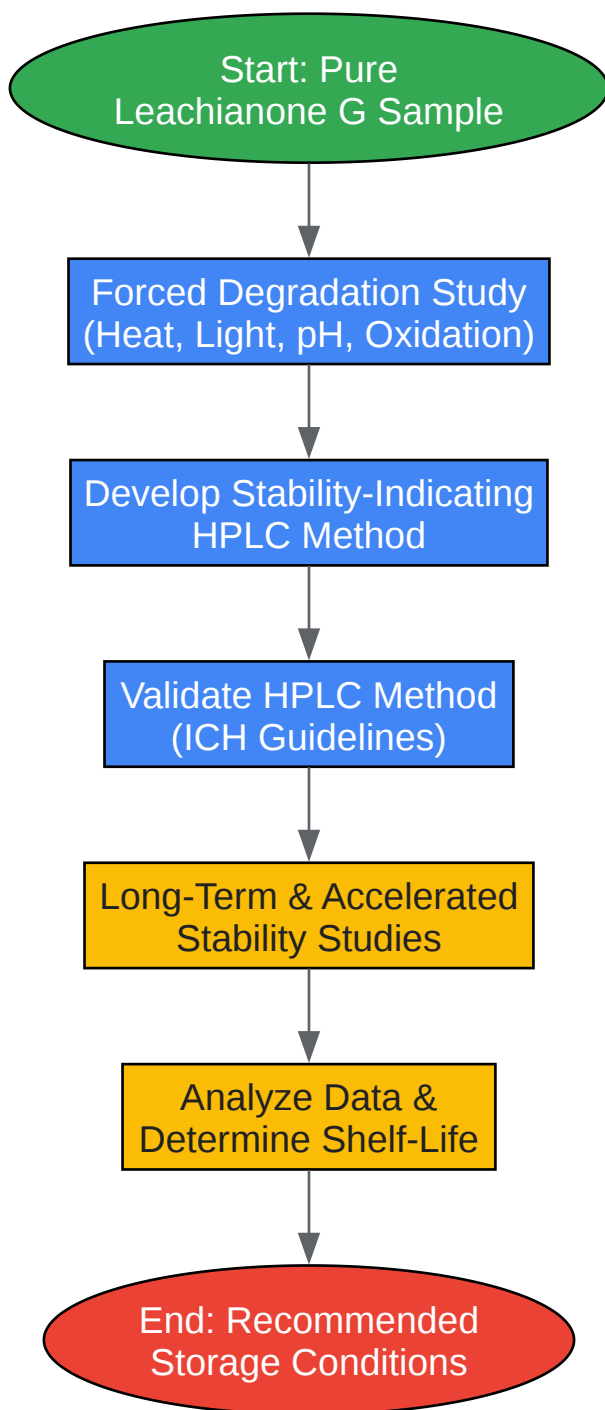 Start: Pure
Leachianone G Sample
Forced Degradation Study
(Heat, Light, pH, Oxidation)
Develop Stability-Indicating
HPLC Method
Validate HPLC Method
(ICH Guidelines)
Long-Term & Accelerated
Stability Studies
Analyze Data &
Determine Shelf-Life
End: Recommended
Storage Conditions